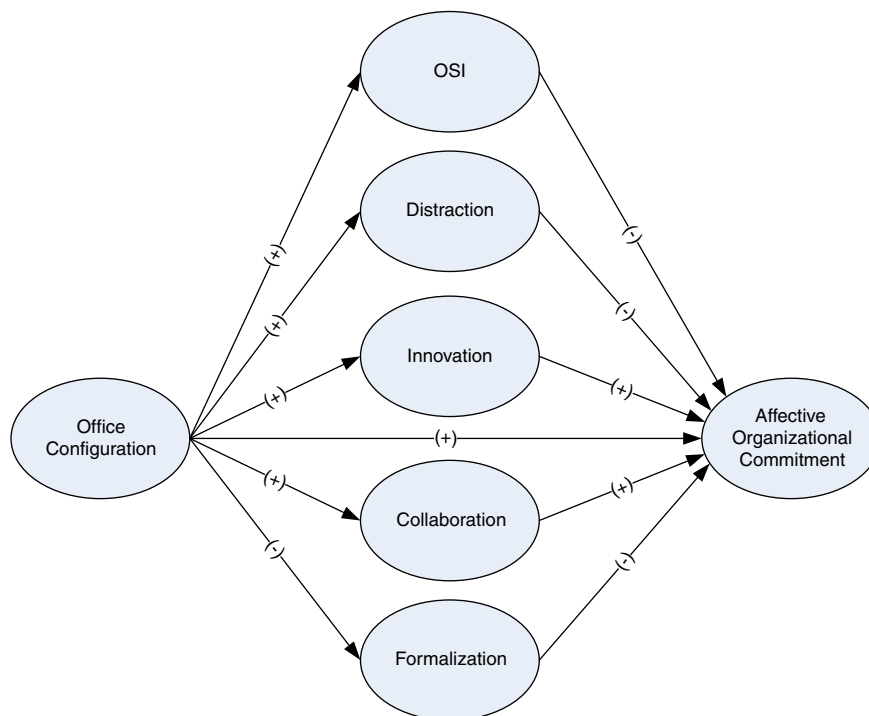 OSI
(+)
(-)
Distraction
(+)
(-)
Innovation
(+)
(+)
Office
Configuration
(+)
Affective
Organizational
Commitment
(+)
(+)
Collaboration
(-)
(-)
Formalization